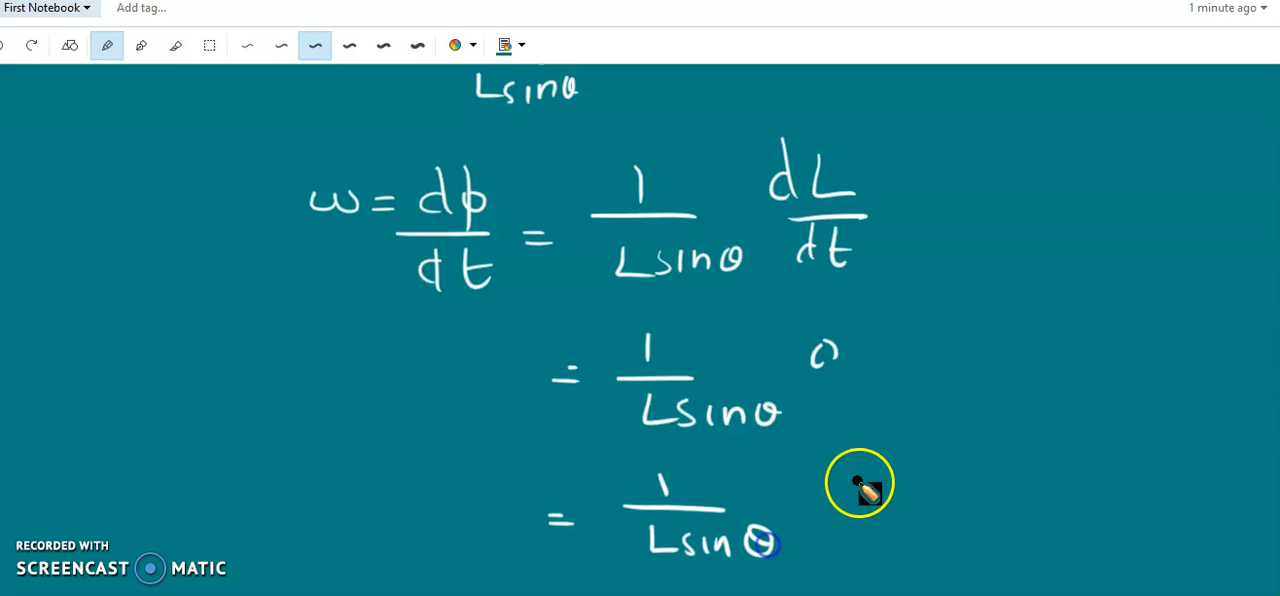 First Notebook Add tag... 1 minute ago
Lsinθ
ω = dϕ/dt = 1/Lsinθ dL/dt
= 1/Lsinθ
= 1/Lsinθ
RECORDED WITH
SCREENCAST MATIC